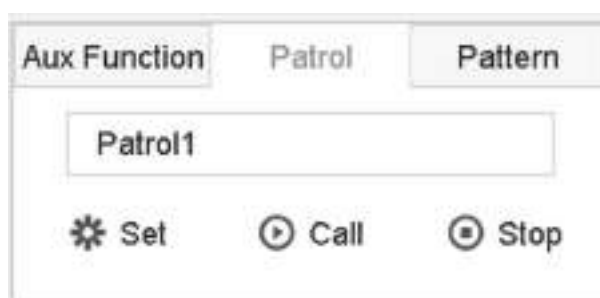 Aux Function Patrol Pattern
Patrol1
Set Call Stop